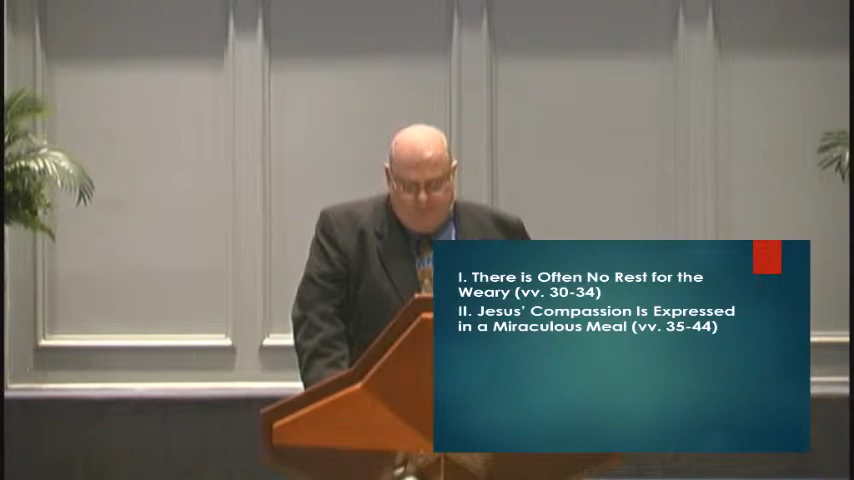 I. There is Often No Rest for the
Weary (vv. 30-34)
II. Jesus' Compassion Is Expressed
in a Miraculous Meal (vv. 35-44)